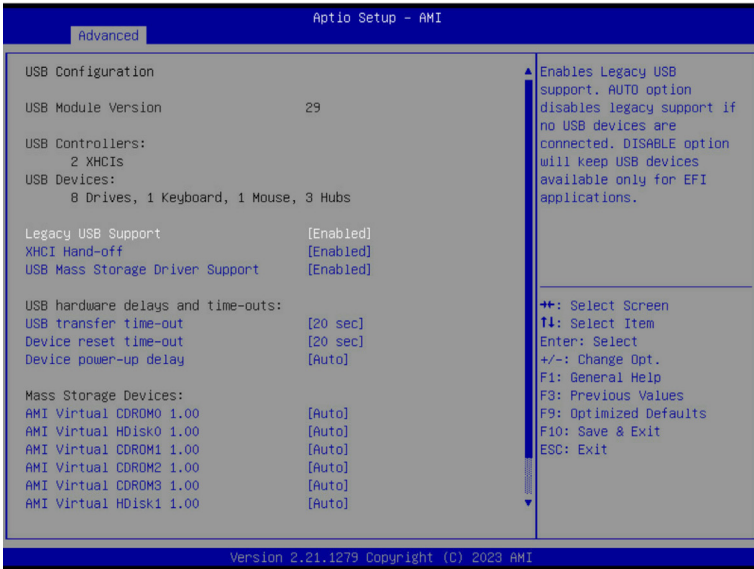 Aptio Setup - AMI
Advanced
USB Configuration
USB Module Version 29
USB Controllers:
2 XHCIs
USB Devices:
8 Drives, 1 Keyboard, 1 Mouse, 3 Hubs
Legacy USB Support [Enabled]
XHCI Hand-off [Enabled]
USB Mass Storage Driver Support [Enabled]
USB hardware delays and time-outs:
USB transfer time-out [20 sec]
Device reset time-out [20 sec]
Device power-up delay [Auto]
Mass Storage Devices:
AMI Virtual CDROM0 1.00 [Auto]
AMI Virtual HDisk0 1.00 [Auto]
AMI Virtual CDROM1 1.00 [Auto]
AMI Virtual CDROM2 1.00 [Auto]
AMI Virtual CDROM3 1.00 [Auto]
AMI Virtual HDisk1 1.00 [Auto]
Enables Legacy USB
support. AUTO option
disables legacy support if
no USB devices are
connected. DISABLE option
will keep USB devices
available only for EFI
applications.
→←: Select Screen
↑↓: Select Item
Enter: Select
+/-: Change Opt.
F1: General Help
F3: Previous Values
F9: Optimized Defaults
F10: Save & Exit
ESC: Exit
Version 2.21.1279 Copyright (C) 2023 AMI